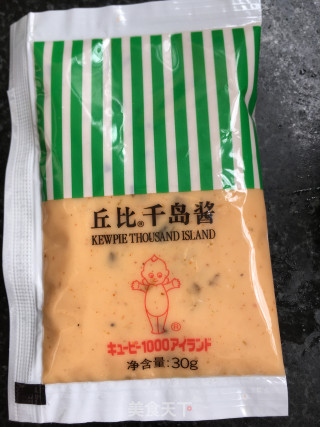 丘比®千岛酱
KEWPIE THOUSAND ISLAND
®
キューピー1000アイランド
净含量:30g
美食天下